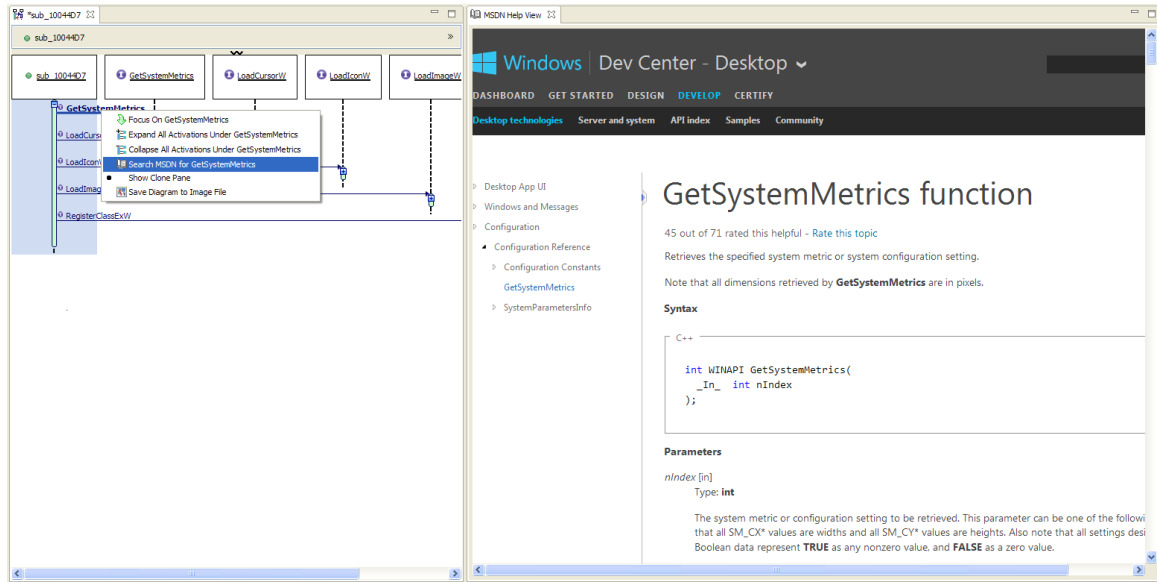 *sub_10044D7
sub_10044D7
»
sub_10044D7
GetSystemMetrics
LoadCursorW
LoadIconW
LoadImageW
GetSystemMetrics
LoadCurso
LoadIconW
LoadImag
RegisterClassExW
Focus On GetSystemMetrics
Expand All Activations Under GetSystemMetrics
Collapse All Activations Under GetSystemMetrics
Search MSDN for GetSystemMetrics
Show Clone Pane
Save Diagram to Image File
MSDN Help View
Windows | Dev Center - Desktop
DASHBOARD GET STARTED DESIGN DEVELOP CERTIFY
Desktop technologies Server and system API index Samples Community
Desktop App UI
Windows and Messages
Configuration
Configuration Reference
Configuration Constants
GetSystemMetrics
SystemParametersInfo
GetSystemMetrics function
45 out of 71 rated this helpful - Rate this topic
Retrieves the specified system metric or system configuration setting.
Note that all dimensions retrieved by GetSystemMetrics are in pixels.
Syntax
C++
int WINAPI GetSystemMetrics(
_In_ int nIndex
);
Parameters
nIndex [in]
Type: int
The system metric or configuration setting to be retrieved. This parameter can be one of the followi
that all SM_CX* values are widths and all SM_CY* values are heights. Also note that all settings desi
Boolean data represent TRUE as any nonzero value, and FALSE as a zero value.